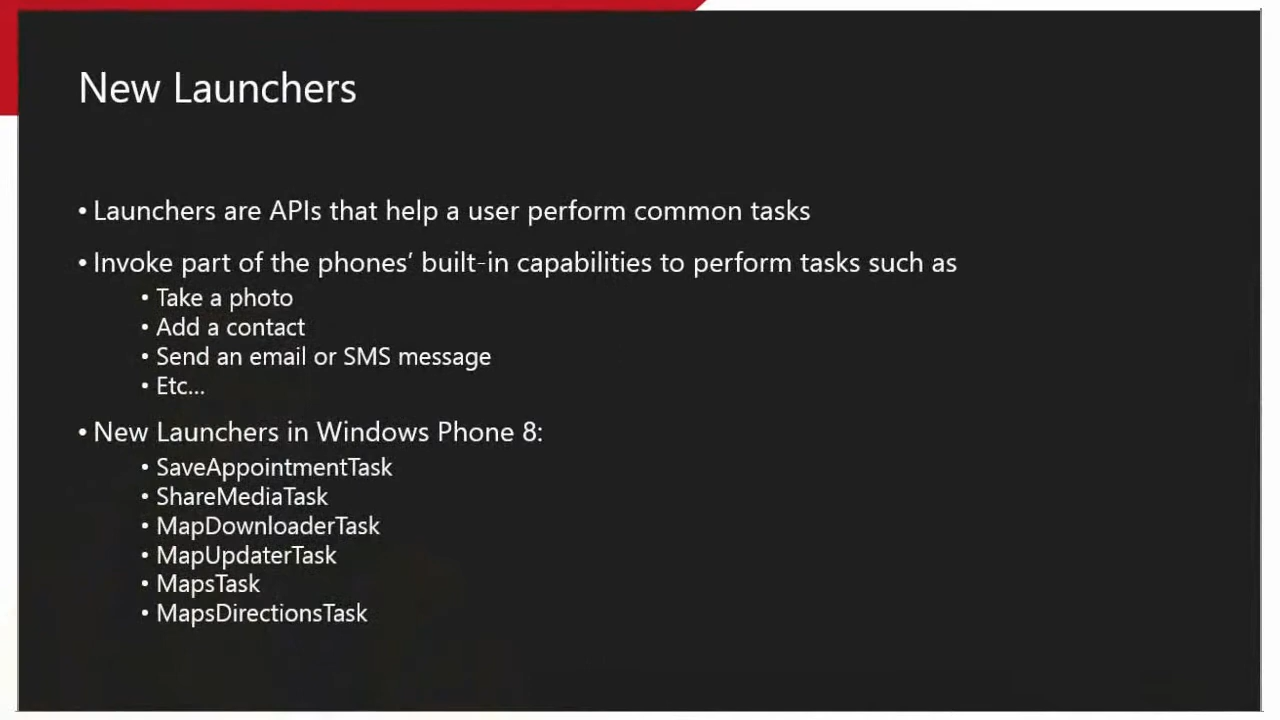 New Launchers
• Launchers are APIs that help a user perform common tasks
• Invoke part of the phones’ built-in capabilities to perform tasks such as
• Take a photo
• Add a contact
• Send an email or SMS message
• Etc...
• New Launchers in Windows Phone 8:
• SaveAppointmentTask
• ShareMediaTask
• MapDownloaderTask
• MapUpdaterTask
• MapsTask
• MapsDirectionsTask